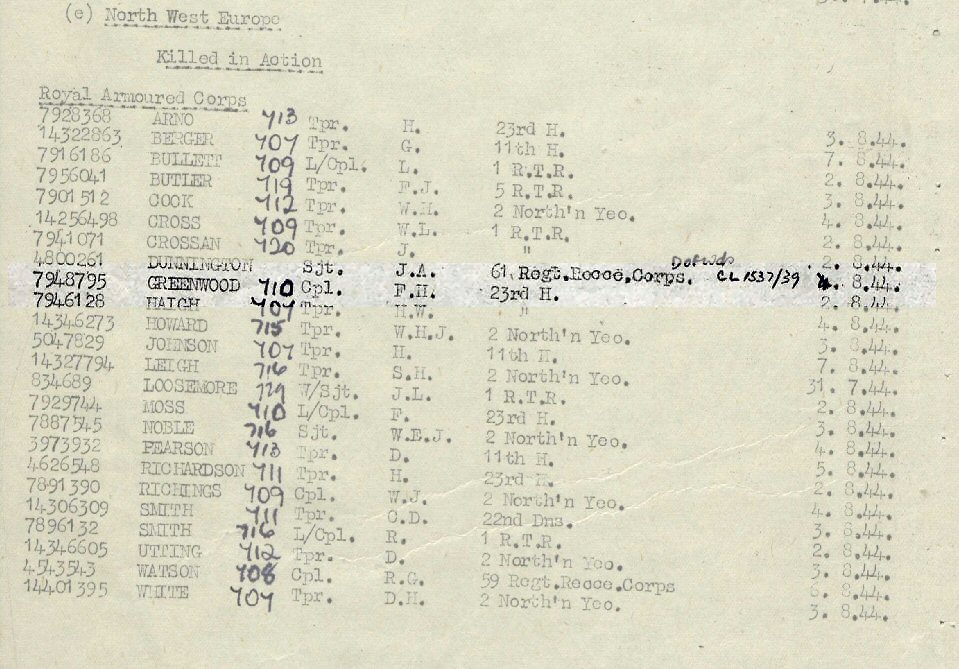 (e) North West Europe
Killed in Action
Royal Armoured Corps
7928368 ARNO 713 Tpr. H. 23rd H. 3. 8.44.
14322863 BERGER 707 Tpr. G. 11th H. 7. 8.44.
7916186 BULLETT 709 L/Cpl. L. 1 R.T.R. 2. 8.44.
7956041 BUTLER 719 Tpr. F.J. 5 R.T.R. 3. 8.44.
7901512 COCK 712 Tpr. W.H. 2 North'n Yeo. 4. 8.44.
14256498 CROSS 709 Tpr. W.L. 1 R.T.R. 2. 8.44.
7941071 CROSSAN 720 Tpr. J. " 2. 8.44.
4800261 DUNNINGTON Sjt. J.A. 61 Regt.Recce.Corps. D of Wds CL1537/39 4. 8.44.
7948795 GREENWOOD 710 Cpl. F.H. 23rd H. 2. 8.44.
7946128 HAIGH 707 Tpr. H.W. " 4. 8.44.
14346273 HOWARD 715 Tpr. W.H.J. 2 North'n Yeo. 3. 8.44.
5047829 JOHNSON 707 Tpr. H. 11th H. 7. 8.44.
14327794 LEIGH 716 Tpr. S.H. 2 North'n Yeo. 31. 7.44.
834689 LOOSEMORE 729 W/Sjt. J.L. 1 R.T.R. 2. 8.44.
7929744 MOSS 710 L/Cpl. F. 23rd H. 3. 8.44.
7887545 NOBLE 716 Sjt. W.E.J. 2 North'n Yeo. 4. 8.44.
3973932 PEARSON 713 Tpr. D. 11th H. 5. 8.44.
4626548 RICHARDSON 711 Tpr. H. 23rd H. 2. 8.44.
7891390 RICHINGS 709 Cpl. W.J. 2 North'n Yeo. 4. 8.44.
14306309 SMITH 711 Tpr. C.D. 22nd Dns. 3. 8.44.
7896132 SMITH 716 L/Cpl. R. 1 R.T.R. 2. 8.44.
14346605 UTTING 712 Tpr. D. 2 North'n Yeo. 3. 8.44.
4543543 WATSON 708 Cpl. R.G. 59 Regt.Recce.Corps 6. 8.44.
14401395 WHITE 707 Tpr. D.H. 2 North'n Yeo. 3. 8.44.